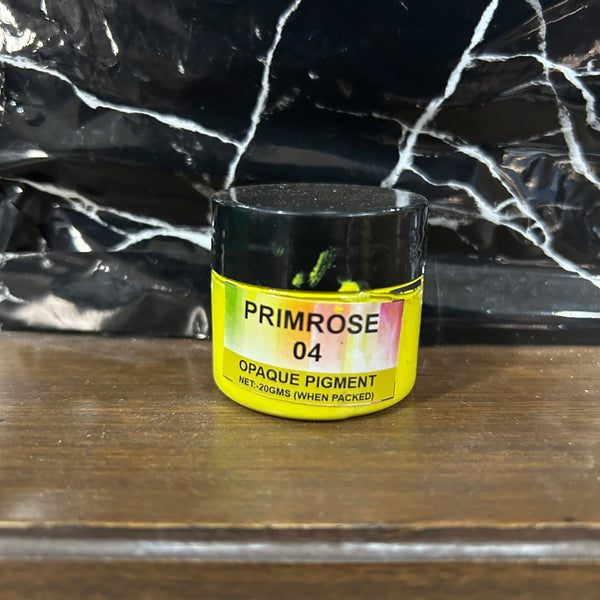 PRIMROSE
04
OPAQUE PIGMENT
NET:-20GMS (WHEN PACKED)